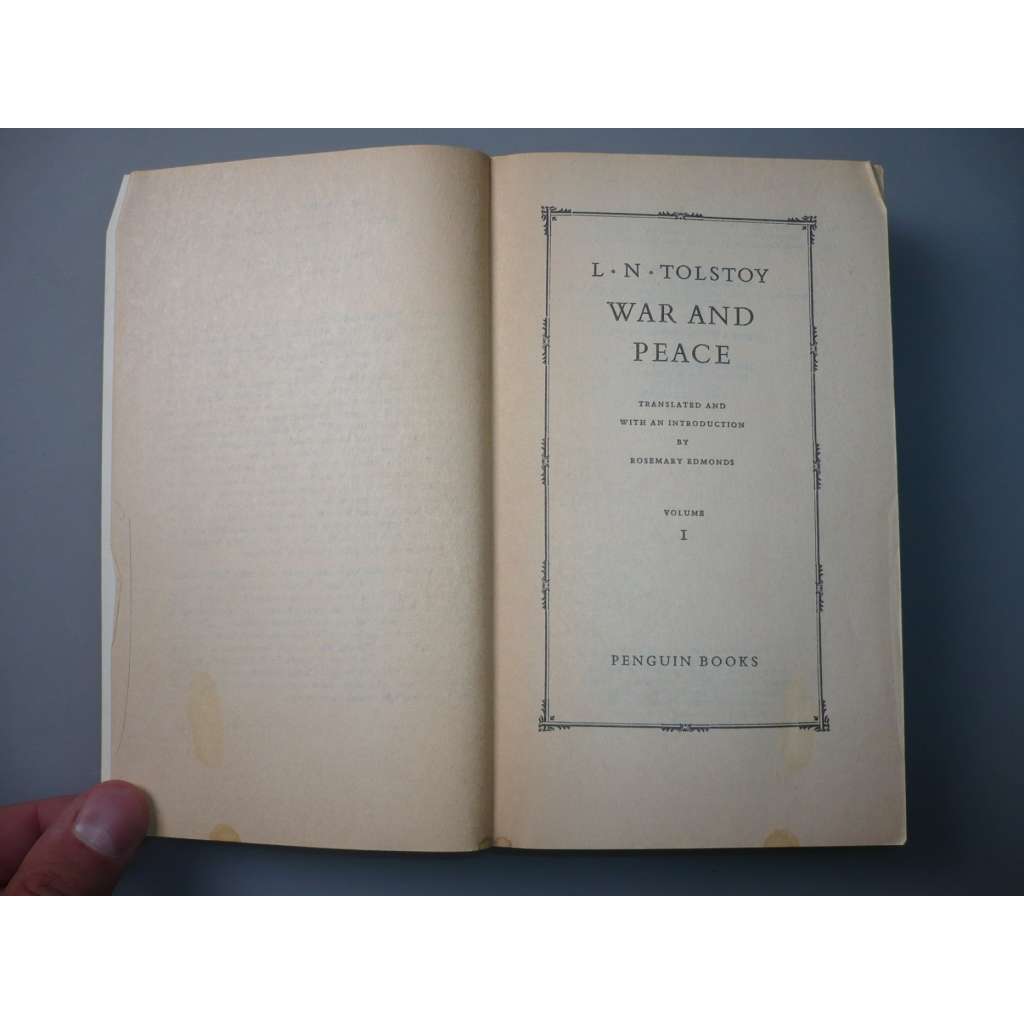 L · N · TOLSTOY
WAR AND
PEACE
TRANSLATED AND
WITH AN INTRODUCTION
BY
ROSEMARY EDMONDS
VOLUME
I
PENGUIN BOOKS